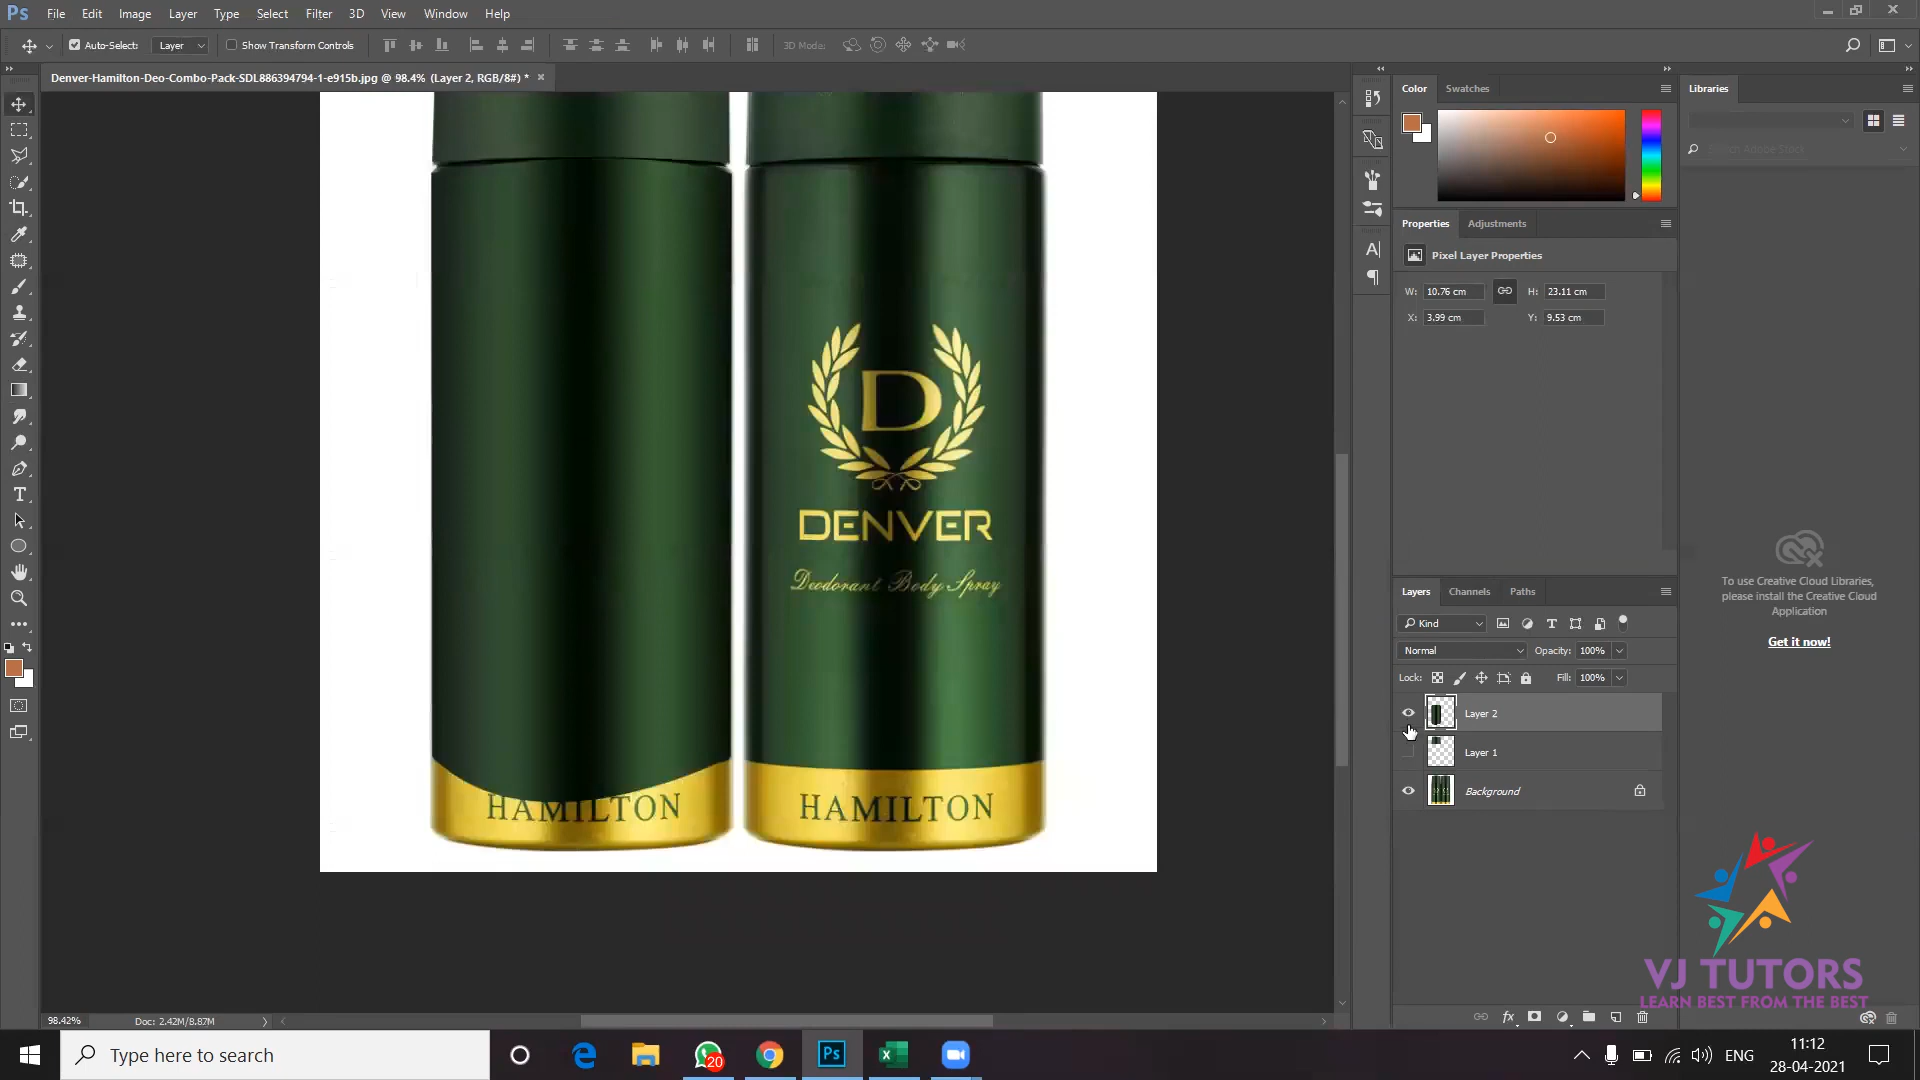 Ps File Edit Image Layer Type Select Filter 3D View Window Help
Auto-Select: Layer Show Transform Controls 3D Mode:
Denver-Hamilton-Deo-Combo-Pack-SDL886394794-1-e915b.jpg @ 98.4% (Layer 2, RGB/8#) *
Color Swatches
Libraries
Search Adobe Stock
Properties Adjustments
Pixel Layer Properties
W: 10.76 cm H: 23.11 cm
X: 3.99 cm Y: 9.53 cm
D
DENVER
Deodorant Body Spray
HAMILTON
HAMILTON
To use Creative Cloud Libraries,
please install the Creative Cloud
Application
Get it now!
Layers Channels Paths
Kind
Normal Opacity: 100%
Lock: Fill: 100%
Layer 2
Layer 1
Background
VJ TUTORS
LEARN BEST FROM THE BEST
98.42% Doc: 2.42M/8.87M
Type here to search
20
Ps
ENG
11:12
28-04-2021